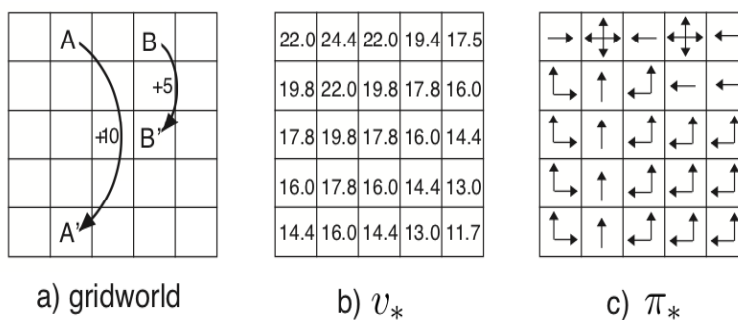 A B
+5
+10 B'
A'
22.0 24.4 22.0 19.4 17.5
19.8 22.0 19.8 17.8 16.0
17.8 19.8 17.8 16.0 14.4
16.0 17.8 16.0 14.4 13.0
14.4 16.0 14.4 13.0 11.7
a) gridworld
b) v*
c) π*